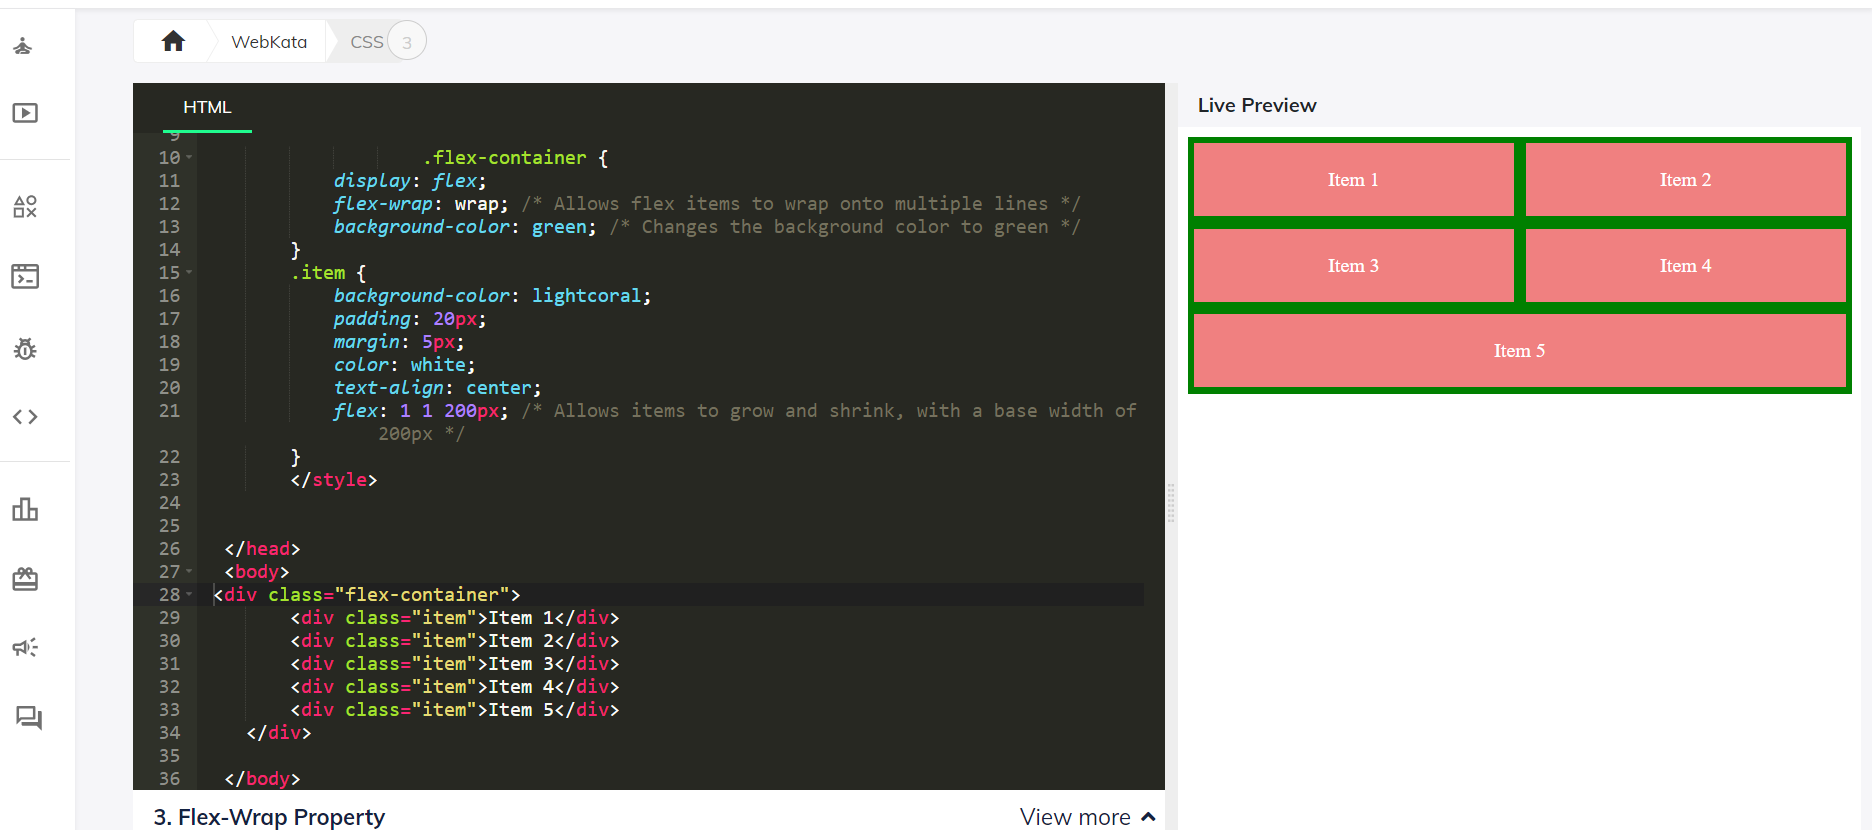 WebKata
CSS
3
HTML
Live Preview
9
10 .flex-container {
11 display: flex;
12 flex-wrap: wrap; /* Allows flex items to wrap onto multiple lines */
13 background-color: green; /* Changes the background color to green */
14 }
15 .item {
16 background-color: lightcoral;
17 padding: 20px;
18 margin: 5px;
19 color: white;
20 text-align: center;
21 flex: 1 1 200px; /* Allows items to grow and shrink, with a base width of
200px */
22 }
23 </style>
24
25
26 </head>
27 <body>
28 <div class="flex-container">
29 <div class="item">Item 1</div>
30 <div class="item">Item 2</div>
31 <div class="item">Item 3</div>
32 <div class="item">Item 4</div>
33 <div class="item">Item 5</div>
34 </div>
35
36 </body>
3. Flex-Wrap Property
View more
Item 1
Item 2
Item 3
Item 4
Item 5